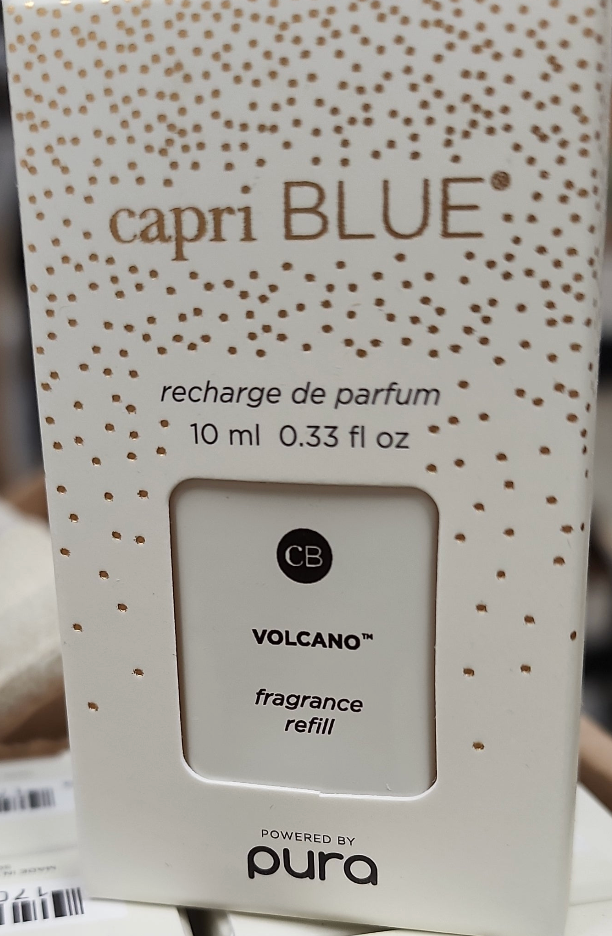 capri BLUE®
recharge de parfum
10 ml 0.33 fl oz
CB
VOLCANO™
fragrance
refill
POWERED BY
pura